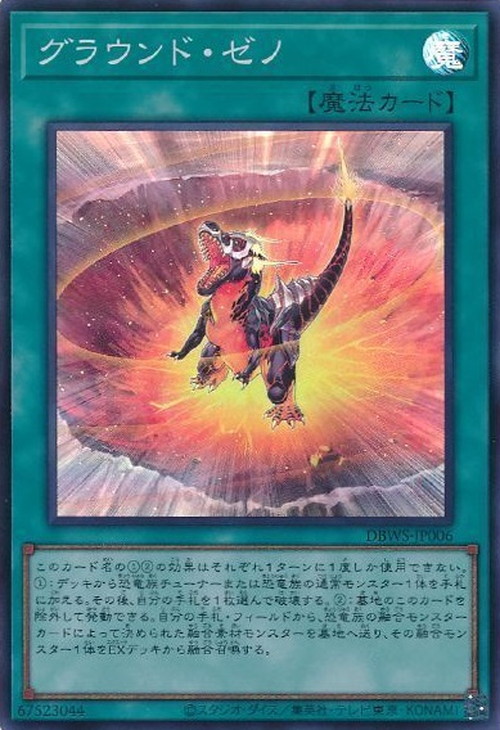 グラウンド・ゼノ
魔
【魔法カード】
DBWS-JP006
このカード名の①②の効果はそれぞれ1ターンに1度しか使用できない。
①:デッキから恐竜族チューナーまたは恐竜族の通常モンスター1体を手札
に加える。その後、自分の手札を1枚選んで破壊する。②:墓地のこのカードを
除外して発動できる。自分の手札・フィールドから、恐竜族の融合モンスター
カードによって決められた融合素材モンスターを墓地へ送り、その融合モン
スター1体をEXデッキから融合召喚する。
67523044
©スタジオ・ダイス/集英社・テレビ東京・KONAMI